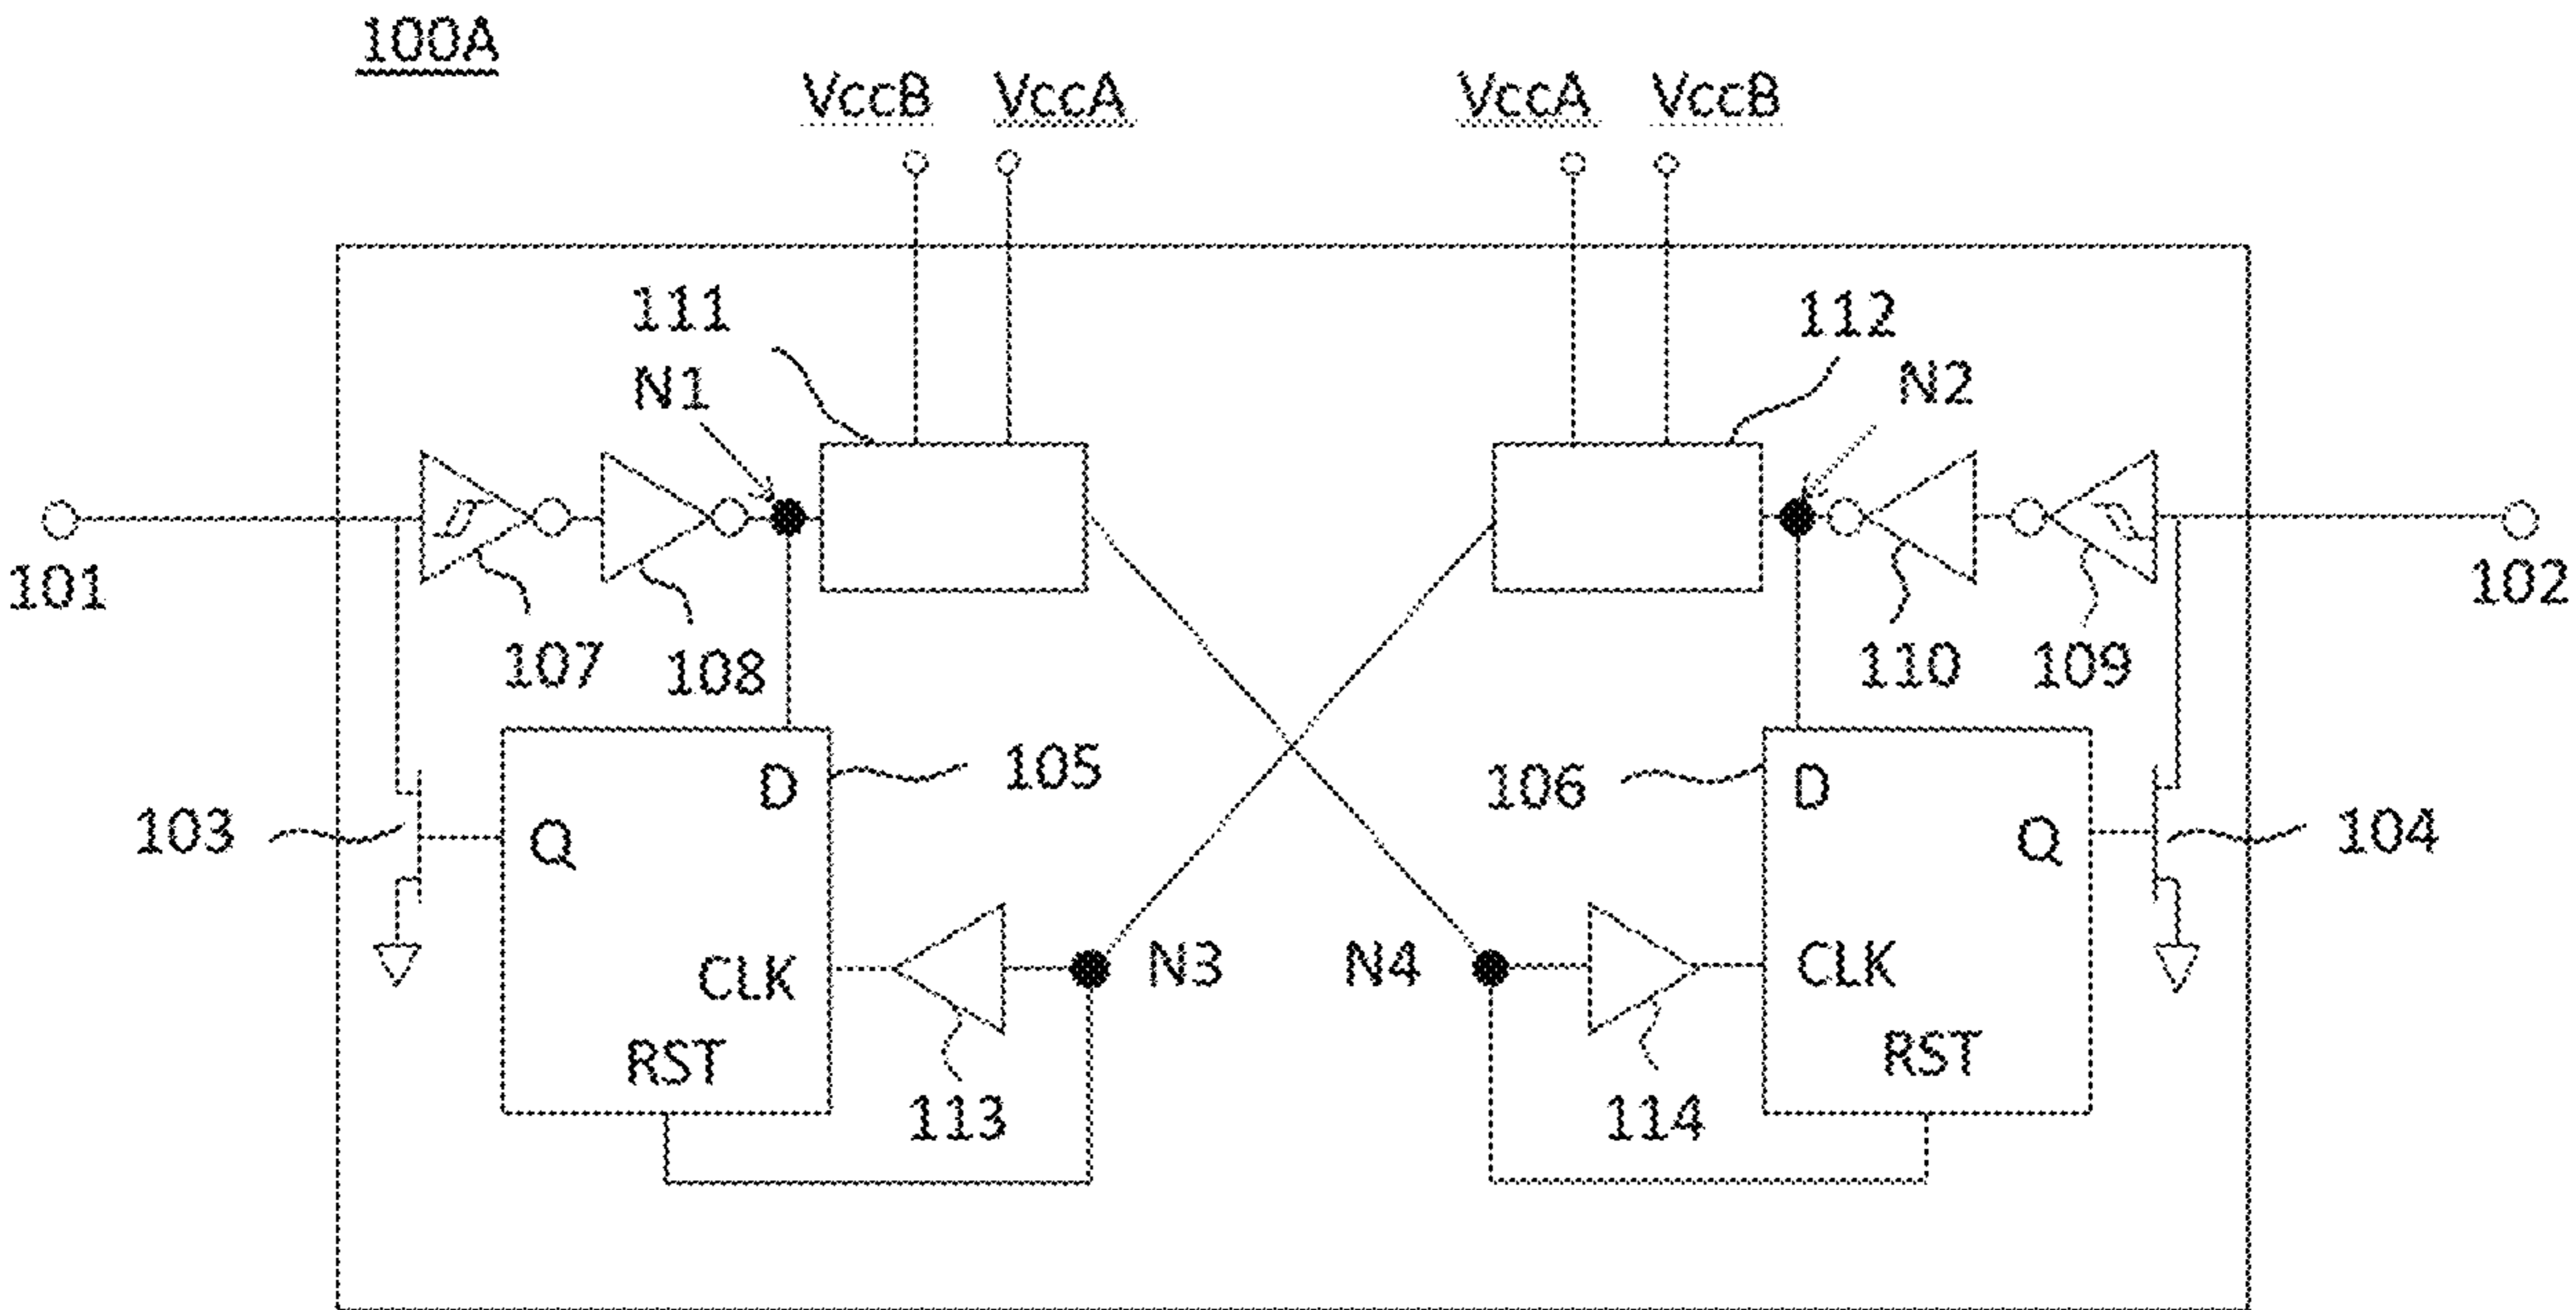 100A
VccB VccA VccA VccB
111 112
N1 N2
101 102
107 108 110 109
D 105 106 D
103 Q Q 104
CLK N3 N4 CLK
RST RST
113 114